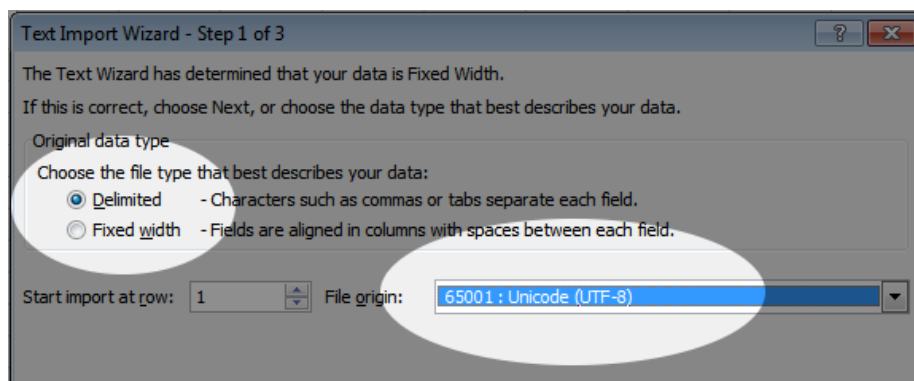 Text Import Wizard - Step 1 of 3
The Text Wizard has determined that your data is Fixed Width.
If this is correct, choose Next, or choose the data type that best describes your data.
Original data type
Choose the file type that best describes your data:
Delimited - Characters such as commas or tabs separate each field.
Fixed width - Fields are aligned in columns with spaces between each field.
Start import at row: 1 File origin: 65001 : Unicode (UTF-8)